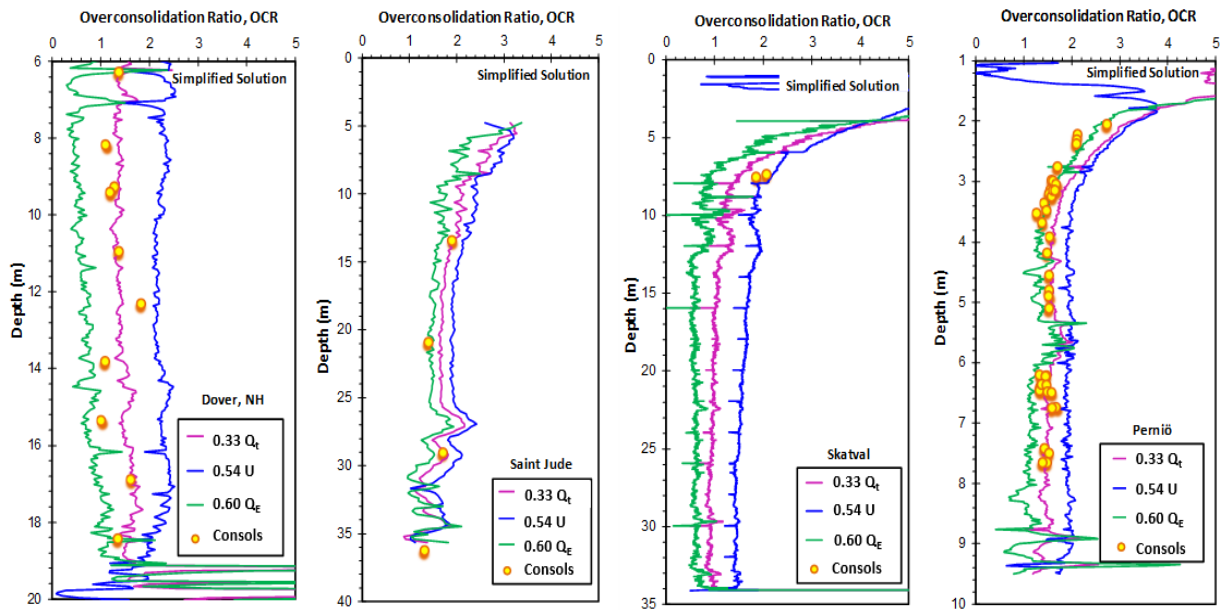 Overconsolidation Ratio, OCR
0 1 2 3 4 5
Simplified Solution
6
8
10
12
14
16
18
20
Depth (m)
Dover, NH
0.33 Qt
0.54 U
0.60 QE
Consols
Overconsolidation Ratio, OCR
0 1 2 3 4 5
Simplified Solution
0
5
10
15
20
25
30
35
40
Depth (m)
Saint Jude
0.33 Qt
0.54 U
0.60 QE
Consols
Overconsolidation Ratio, OCR
0 1 2 3 4 5
Simplified Solution
0
5
10
15
20
25
30
35
Depth (m)
Skatval
0.33 Qt
0.54 U
0.60 QE
Consols
Overconsolidation Ratio, OCR
0 1 2 3 4 5
Simplified Solution
1
2
3
4
5
6
7
8
9
10
Depth (m)
Perniö
0.33 Qt
0.54 U
0.60 QE
Consols